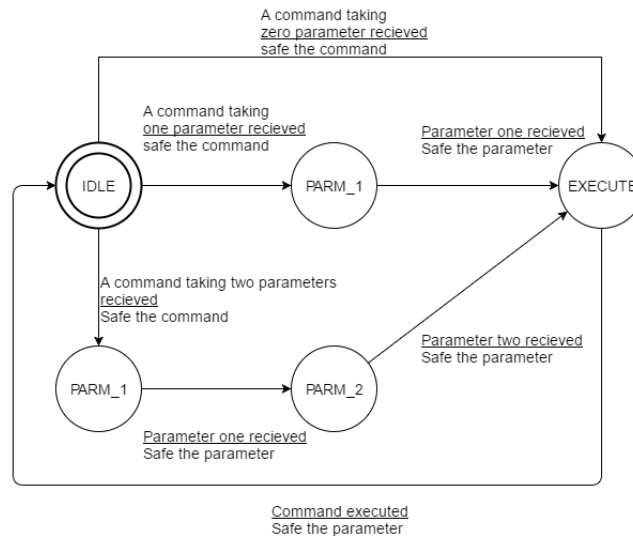 A command taking
zero parameter recieved
safe the command
A command taking
one parameter recieved
safe the command
Parameter one recieved
Safe the parameter
IDLE
PARM_1
EXECUTE
A command taking two parameters
recieved
Safe the command
Parameter two recieved
Safe the parameter
PARM_1
PARM_2
Parameter one recieved
Safe the parameter
Command executed
Safe the parameter